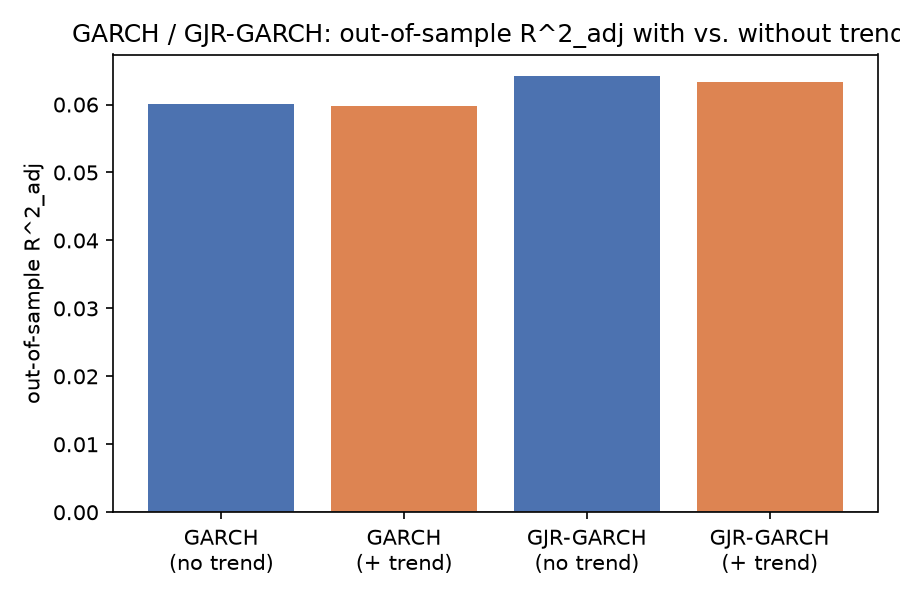 GARCH / GJR-GARCH: out-of-sample R^2_adj with vs. without trend
out-of-sample R^2_adj
0.06
0.05
0.04
0.03
0.02
0.01
0.00
GARCH
(no trend)
GARCH
(+ trend)
GJR-GARCH
(no trend)
GJR-GARCH
(+ trend)